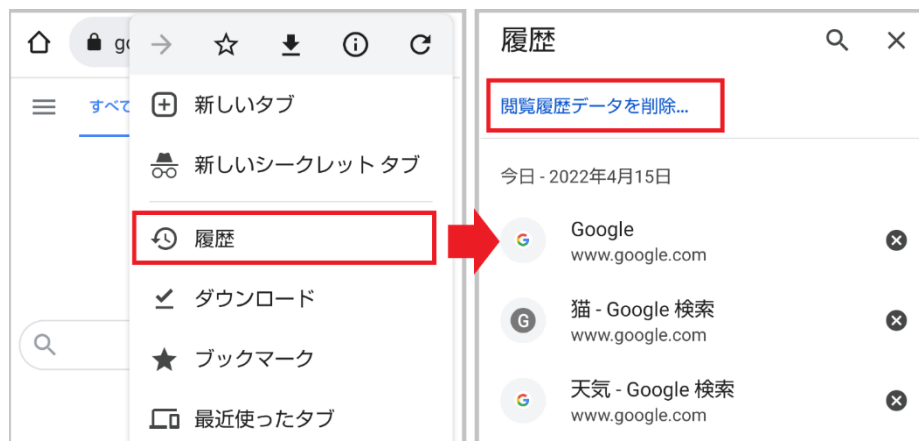 go
すべて
新しいタブ
新しいシークレット タブ
履歴
ダウンロード
ブックマーク
最近使ったタブ
履歴
閲覧履歴データを削除...
今日 - 2022年4月15日
Google
www.google.com
G
猫 - Google 検索
www.google.com
天気 - Google 検索
www.google.com